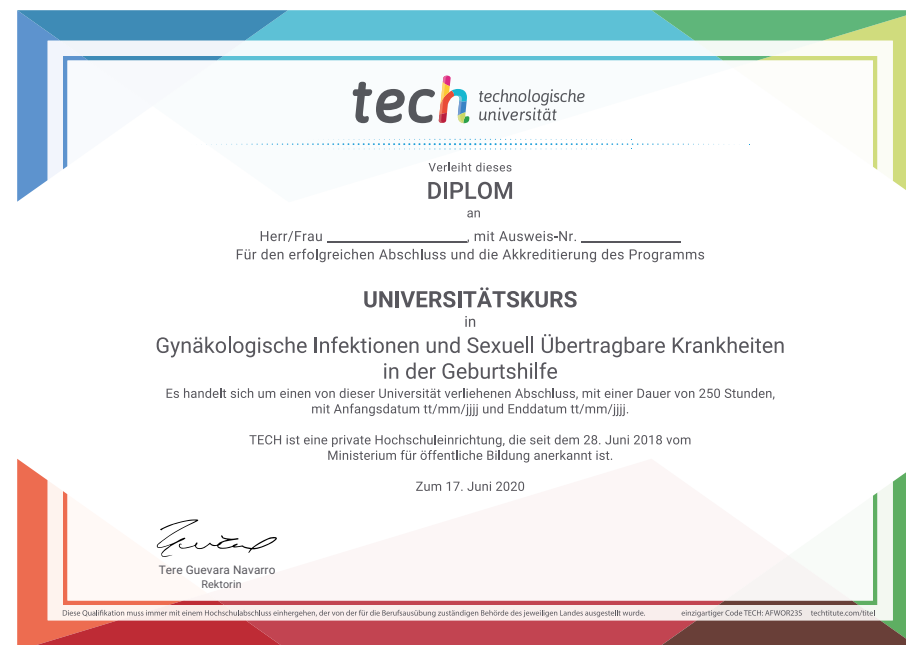 tech technologische
universität
Verleiht dieses
DIPLOM
an
Herr/Frau ____________________, mit Ausweis-Nr. ______________
Für den erfolgreichen Abschluss und die Akkreditierung des Programms
UNIVERSITÄTSKURS
in
Gynäkologische Infektionen und Sexuell Übertragbare Krankheiten
in der Geburtshilfe
Es handelt sich um einen von dieser Universität verliehenen Abschluss, mit einer Dauer von 250 Stunden,
mit Anfangsdatum tt/mm/jjjj und Enddatum tt/mm/jjjj.
TECH ist eine private Hochschuleinrichtung, die seit dem 28. Juni 2018 vom
Ministerium für öffentliche Bildung anerkannt ist.
Zum 17. Juni 2020
Tere Guevara Navarro
Rektorin
Diese Qualifikation muss immer mit einem Hochschulabschluss einhergehen, der von der für die Berufsausübung zuständigen Behörde des jeweiligen Landes ausgestellt wurde. einzigartiger Code TECH: AFWOR23S techtitute.com/titel